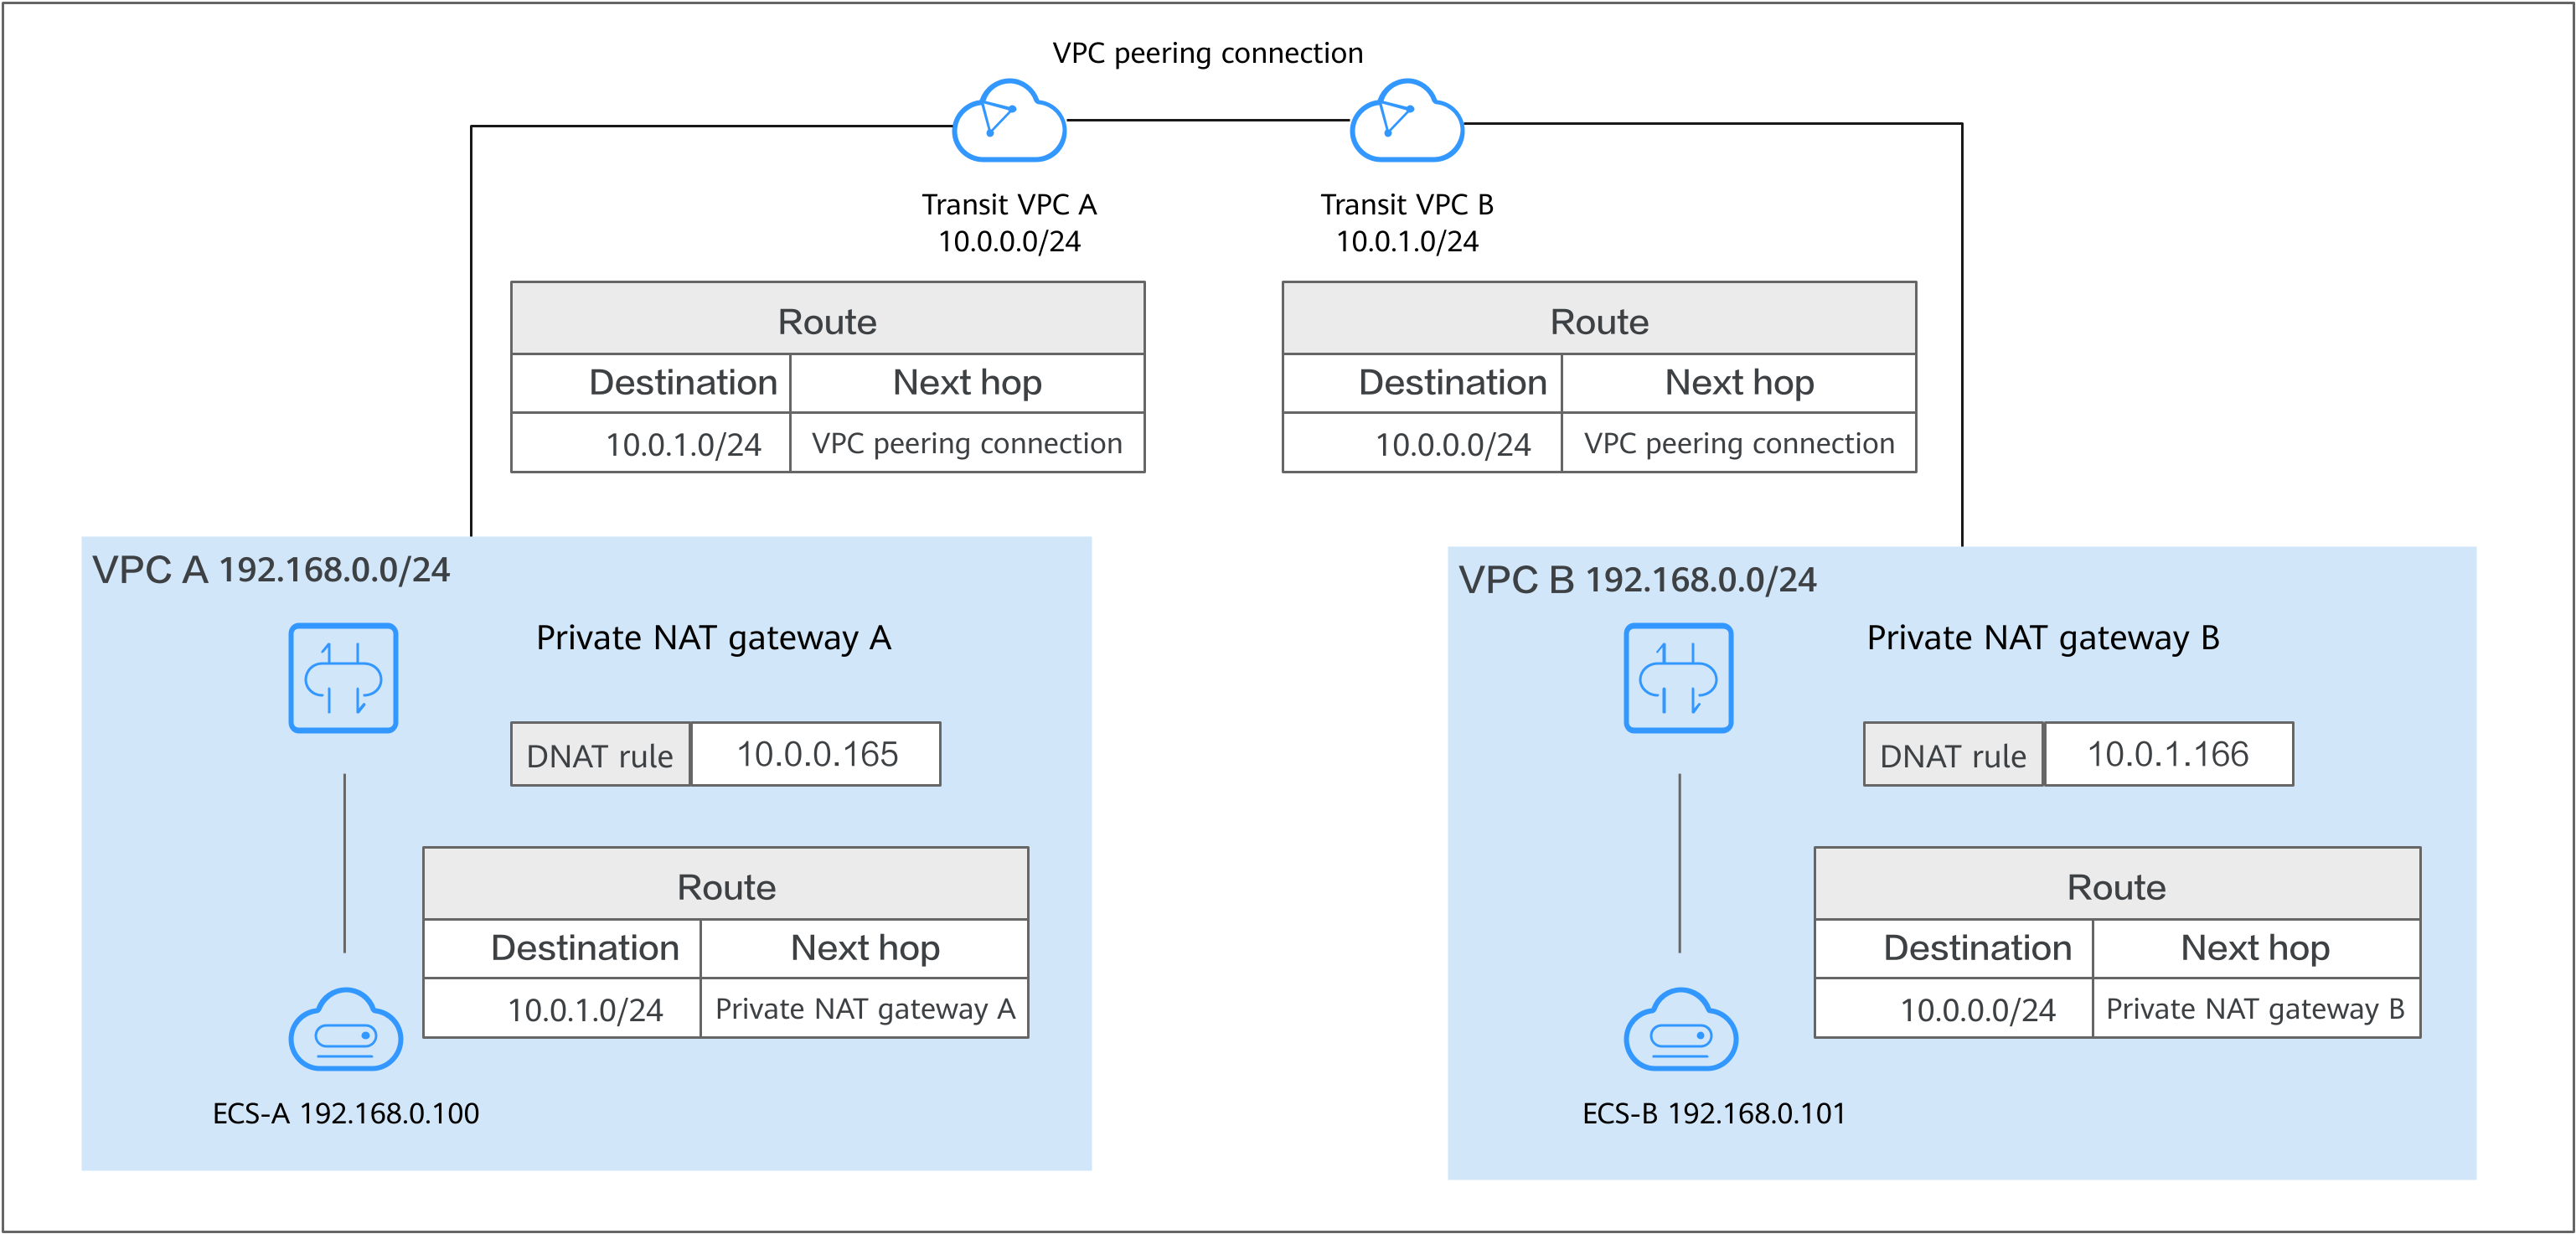 VPC peering connection
Transit VPC A
10.0.0.0/24
Transit VPC B
10.0.1.0/24
Route
Destination Next hop
10.0.1.0/24 VPC peering connection
Route
Destination Next hop
10.0.0.0/24 VPC peering connection
VPC A 192.168.0.0/24
Private NAT gateway A
DNAT rule 10.0.0.165
Route
Destination Next hop
10.0.1.0/24 Private NAT gateway A
ECS-A 192.168.0.100
VPC B 192.168.0.0/24
Private NAT gateway B
DNAT rule 10.0.1.166
Route
Destination Next hop
10.0.0.0/24 Private NAT gateway B
ECS-B 192.168.0.101